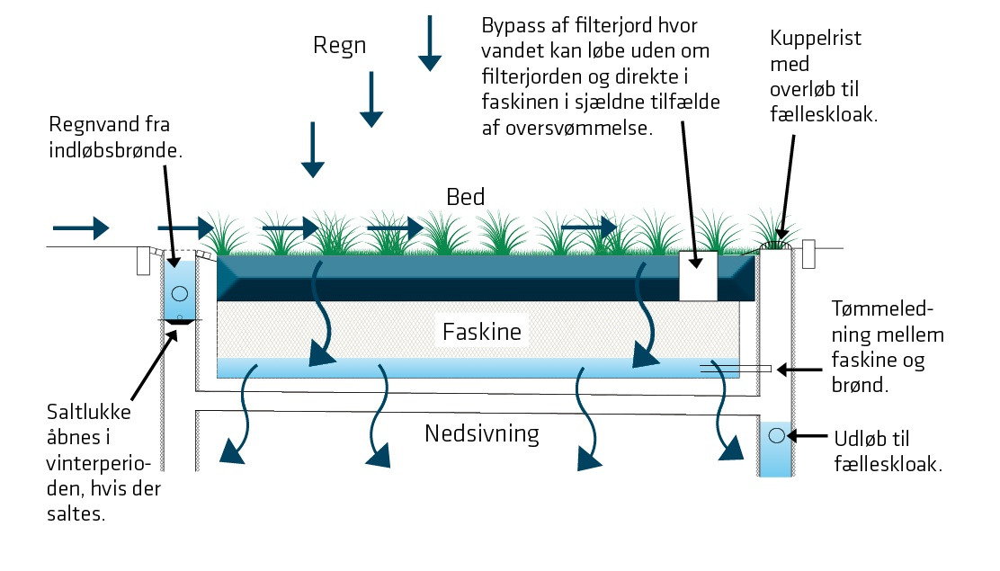 Regn
Bypass af filterjord hvor
vandet kan løbe uden om
filterjorden og direkte i
faskinen i sjældne tilfælde
af oversvømmelse.
Kuppelrist
med
overløb til
fælleskloak.
Regnvand fra
indløbsbrønde.
Bed
Faskine
Tømmeled-
ning mellem
faskine og
brønd.
Saltlukke
åbnes i
vinterperio-
den, hvis der
saltes.
Nedsivning
Udløb til
fælleskloak.